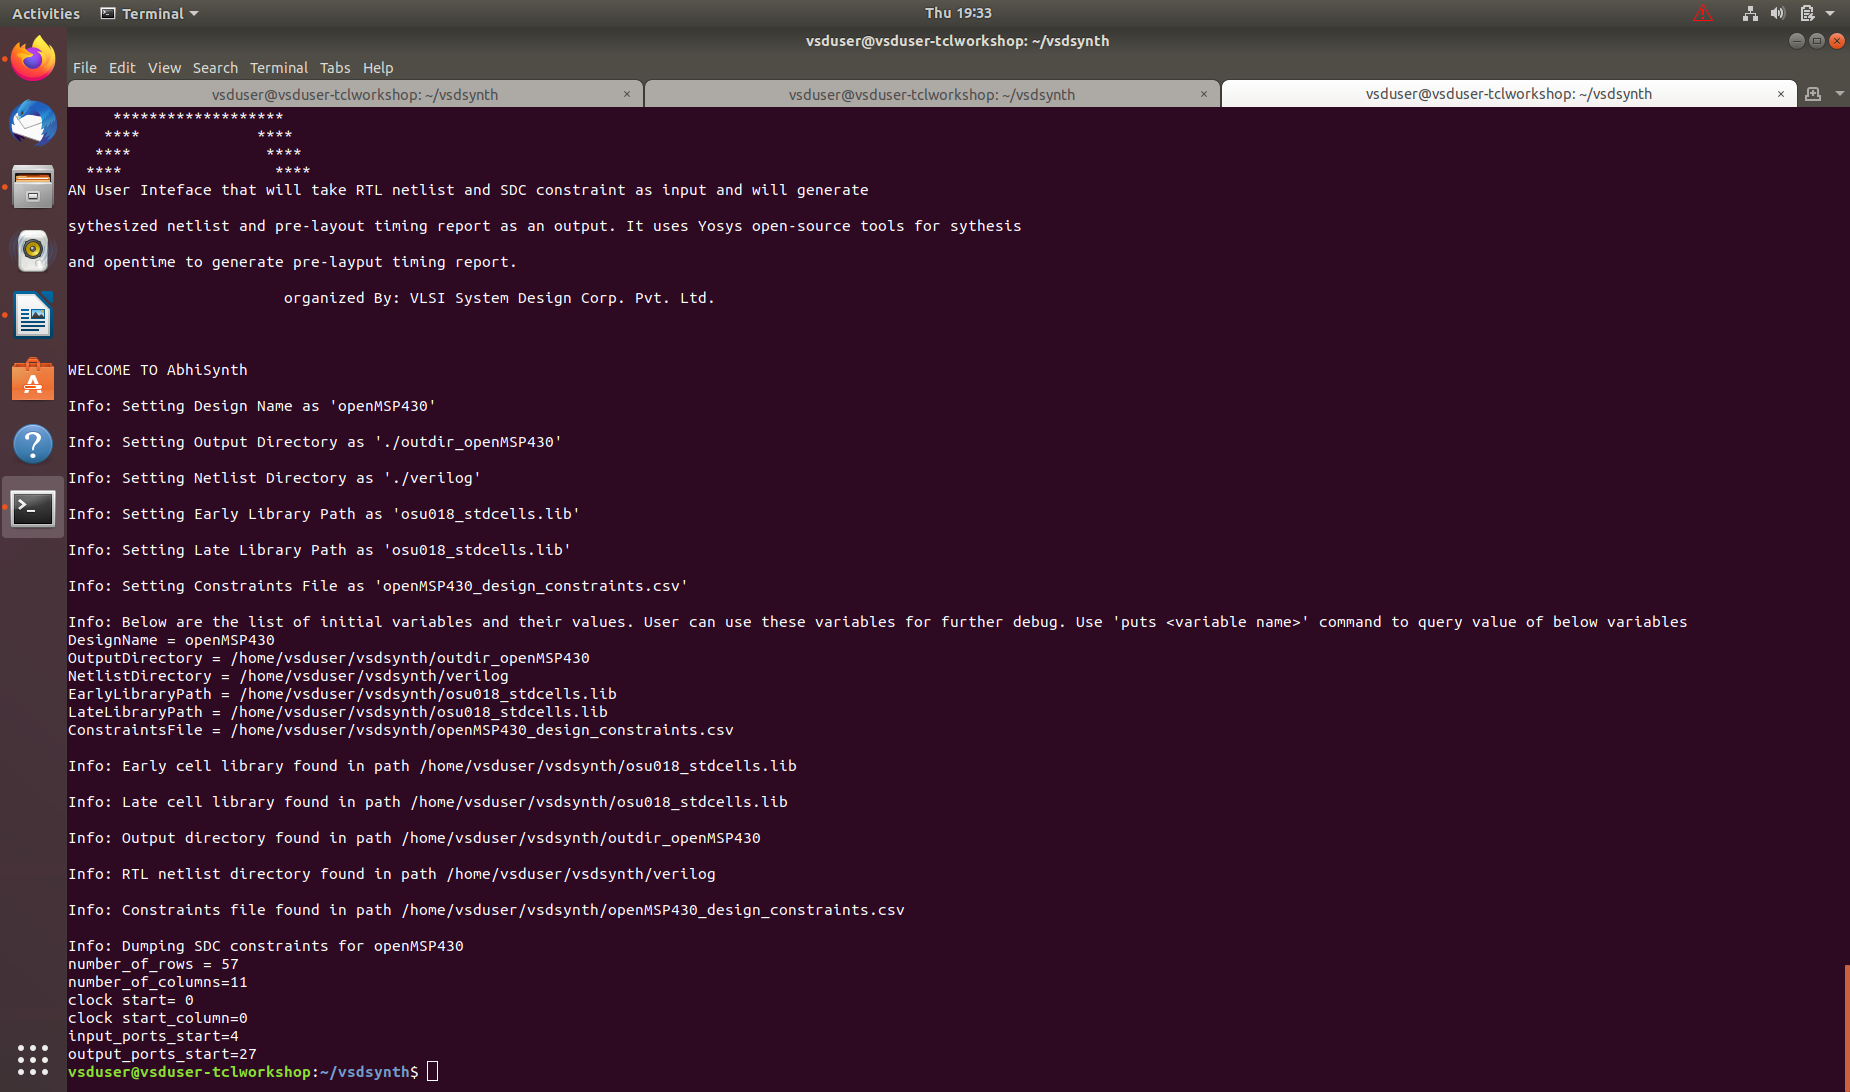 Activities Terminal Thu 19:33
vsduser@vsduser-tclworkshop: ~/vsdsynth
File Edit View Search Terminal Tabs Help
vsduser@vsduser-tclworkshop: ~/vsdsynth × vsduser@vsduser-tclworkshop: ~/vsdsynth × vsduser@vsduser-tclworkshop: ~/vsdsynth ×
*******************
**** ****
**** ****
**** ****
AN User Inteface that will take RTL netlist and SDC constraint as input and will generate
sythesized netlist and pre-layout timing report as an output. It uses Yosys open-source tools for sythesis
and opentime to generate pre-layput timing report.
organized By: VLSI System Design Corp. Pvt. Ltd.
WELCOME TO AbhiSynth
Info: Setting Design Name as 'openMSP430'
Info: Setting Output Directory as './outdir_openMSP430'
Info: Setting Netlist Directory as './verilog'
Info: Setting Early Library Path as 'osu018_stdcells.lib'
Info: Setting Late Library Path as 'osu018_stdcells.lib'
Info: Setting Constraints File as 'openMSP430_design_constraints.csv'
Info: Below are the list of initial variables and their values. User can use these variables for further debug. Use 'puts <variable name>' command to query value of below variables
DesignName = openMSP430
OutputDirectory = /home/vsduser/vsdsynth/outdir_openMSP430
NetlistDirectory = /home/vsduser/vsdsynth/verilog
EarlyLibraryPath = /home/vsduser/vsdsynth/osu018_stdcells.lib
LateLibraryPath = /home/vsduser/vsdsynth/osu018_stdcells.lib
ConstraintsFile = /home/vsduser/vsdsynth/openMSP430_design_constraints.csv
Info: Early cell library found in path /home/vsduser/vsdsynth/osu018_stdcells.lib
Info: Late cell library found in path /home/vsduser/vsdsynth/osu018_stdcells.lib
Info: Output directory found in path /home/vsduser/vsdsynth/outdir_openMSP430
Info: RTL netlist directory found in path /home/vsduser/vsdsynth/verilog
Info: Constraints file found in path /home/vsduser/vsdsynth/openMSP430_design_constraints.csv
Info: Dumping SDC constraints for openMSP430
number_of_rows = 57
number_of_columns=11
clock start= 0
clock start_column=0
input_ports_start=4
output_ports_start=27
vsduser@vsduser-tclworkshop:~/vsdsynth$